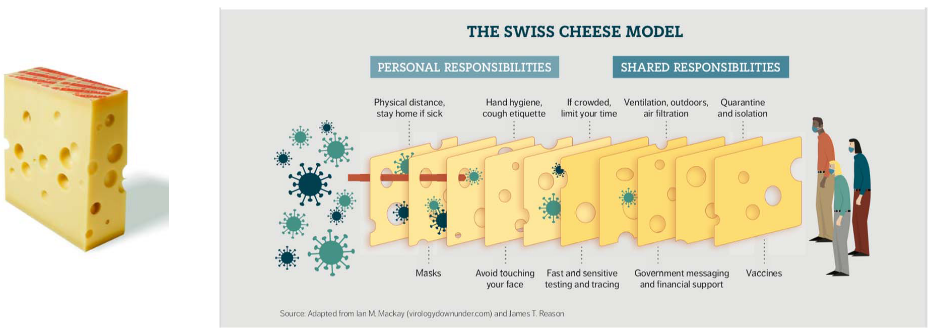 THE SWISS CHEESE MODEL
PERSONAL RESPONSIBILITIES
SHARED RESPONSIBILITIES
Physical distance,
stay home if sick
Hand hygiene,
cough etiquette
If crowded,
limit your time
Ventilation, outdoors,
air filtration
Quarantine
and isolation
Masks
Avoid touching
your face
Fast and sensitive
testing and tracing
Government messaging
and financial support
Vaccines
Source: Adapted from Ian M. Mackay (virologydownunder.com) and James T. Reason